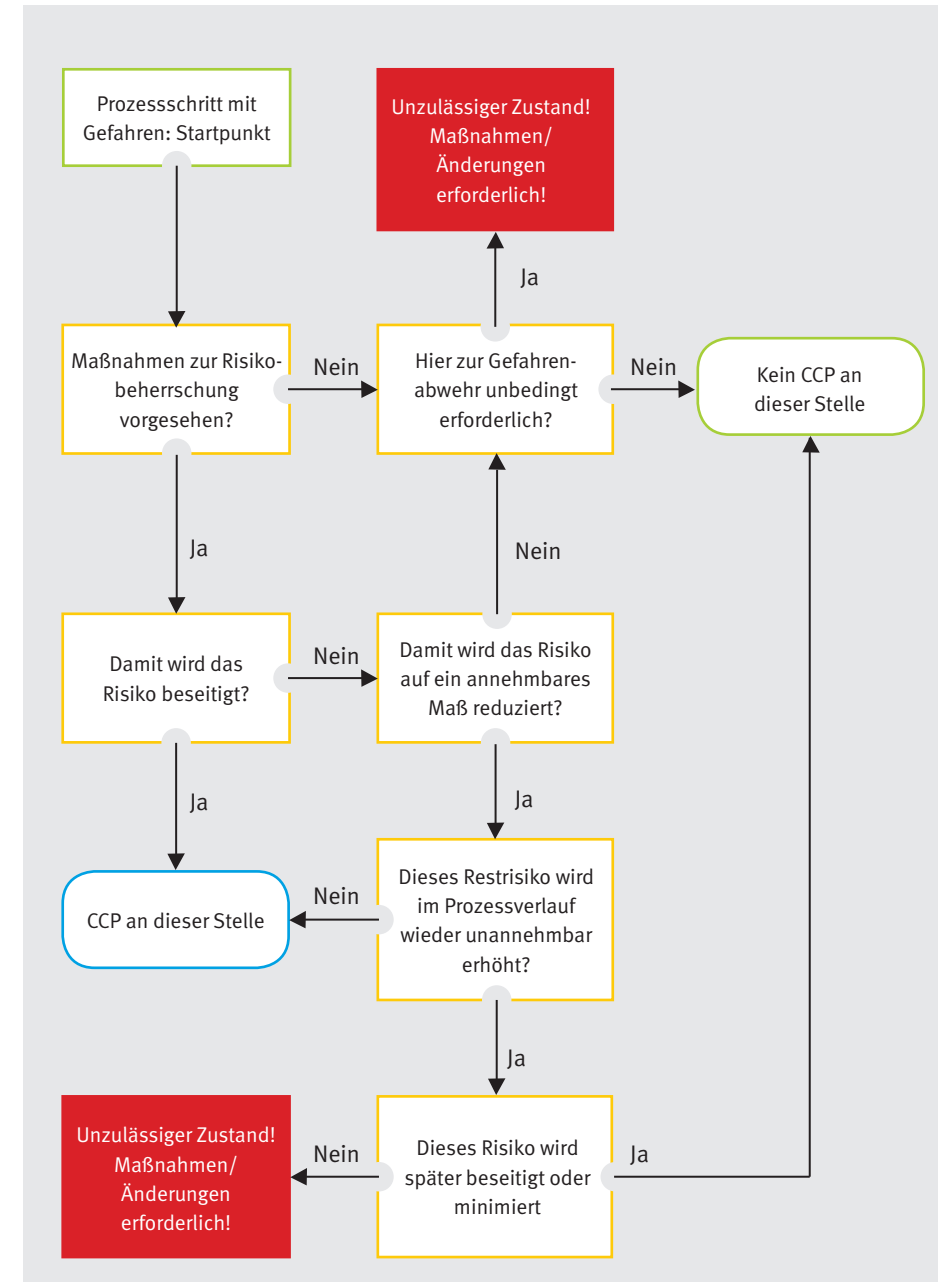 Prozessschritt mit
Gefahren: Startpunkt
Unzulässiger Zustand!
Maßnahmen/
Änderungen
erforderlich!
Ja
Maßnahmen zur Risiko-
beherrschung
vorgesehen?
Nein
Hier zur Gefahren-
abwehr unbedingt
erforderlich?
Nein
Kein CCP an
dieser Stelle
Ja
Nein
Damit wird das
Risiko beseitigt?
Nein
Damit wird das Risiko
auf ein annehmbares
Maß reduziert?
Ja
Ja
CCP an dieser Stelle
Nein
Dieses Restrisiko wird
im Prozessverlauf
wieder unannehmbar
erhöht?
Ja
Unzulässiger Zustand!
Maßnahmen/
Änderungen
erforderlich!
Nein
Dieses Risiko wird
später beseitigt oder
minimiert
Ja